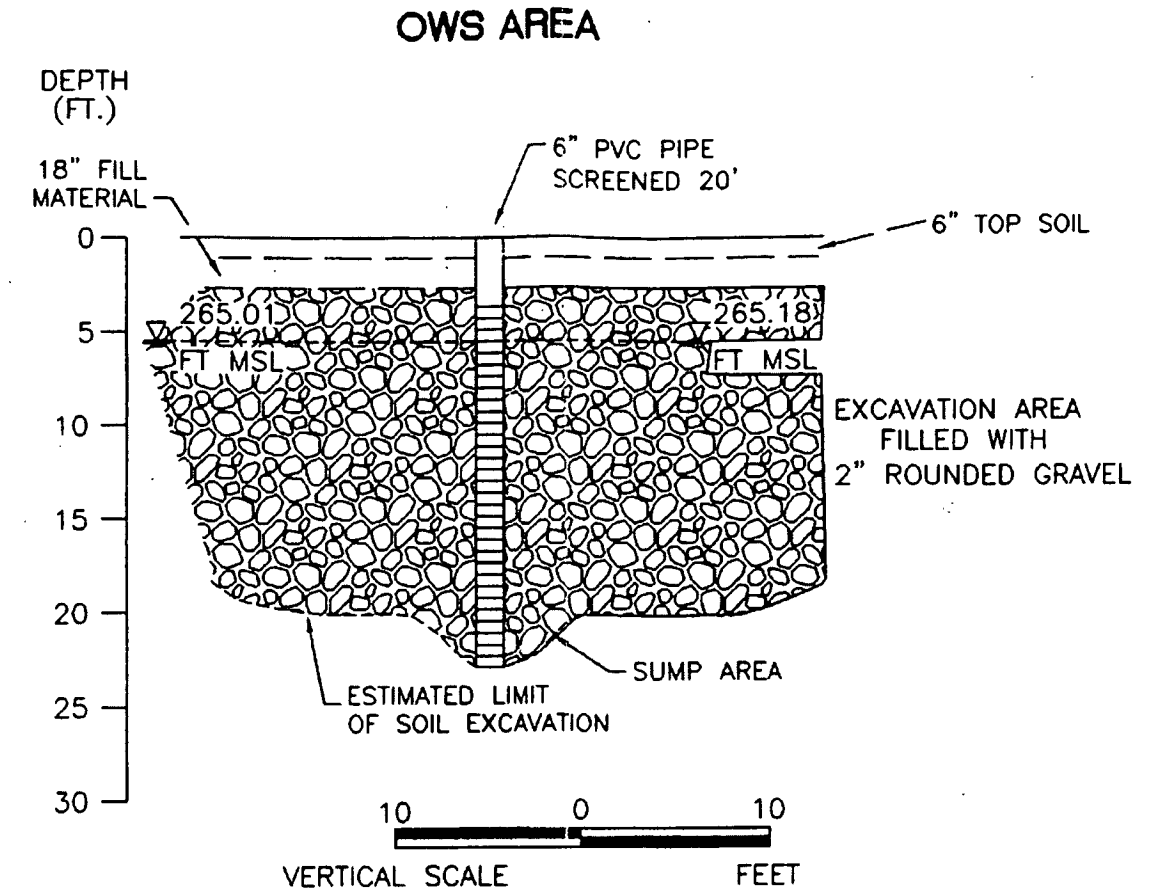 OWS AREA
DEPTH
(FT.)
6" PVC PIPE
SCREENED 20'
18" FILL
MATERIAL
6" TOP SOIL
0
5
10
15
20
25
30
265.01
FT MSL
265.18
FT MSL
EXCAVATION AREA
FILLED WITH
2" ROUNDED GRAVEL
SUMP AREA
ESTIMATED LIMIT
OF SOIL EXCAVATION
10 0 10
VERTICAL SCALE FEET